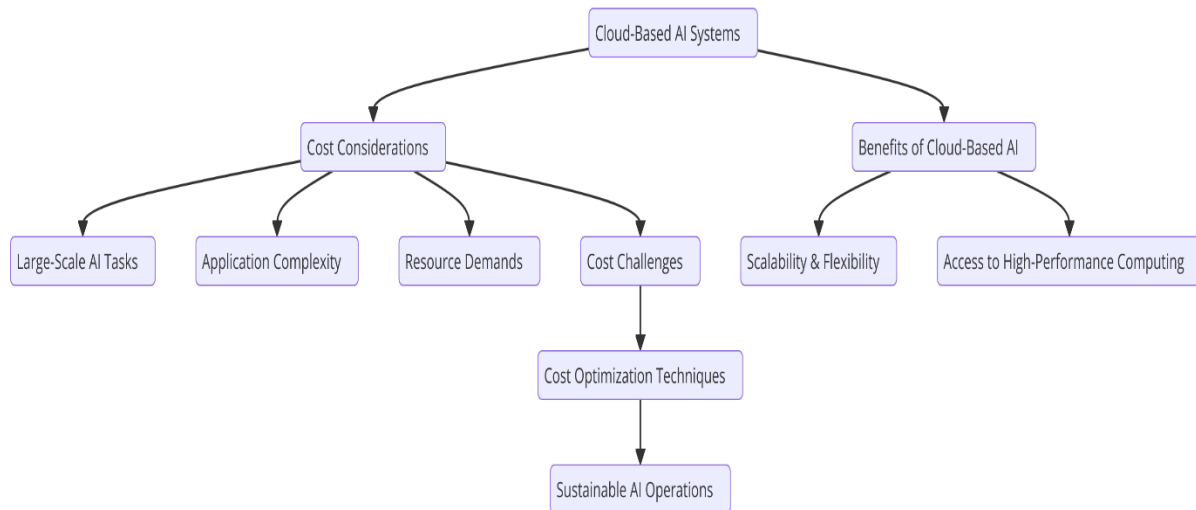 Cloud-Based AI Systems
Cost Considerations
Benefits of Cloud-Based AI
Large-Scale AI Tasks
Application Complexity
Resource Demands
Cost Challenges
Scalability & Flexibility
Access to High-Performance Computing
Cost Optimization Techniques
Sustainable AI Operations